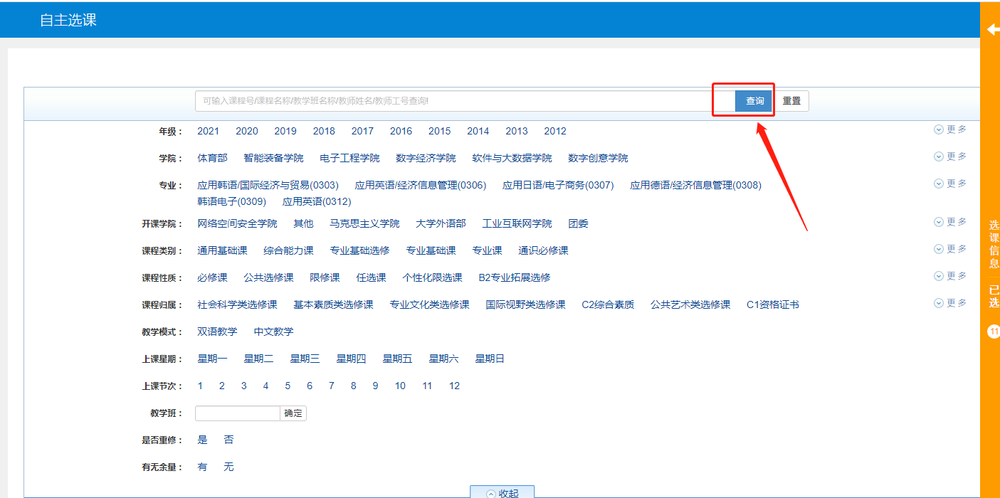 自主选课
可输入课程号/课程名称/教学班名称/教师姓名/教师工号查询! 查询 重置
年级： 2021 2020 2019 2018 2017 2016 2015 2014 2013 2012 更多
学院： 体育部 智能装备学院 电子工程学院 数字经济学院 软件与大数据学院 数字创意学院 更多
专业： 应用韩语/国际经济与贸易(0303) 应用英语/经济信息管理(0306) 应用日语/电子商务(0307) 应用德语/经济信息管理(0308) 更多
韩语电子(0309) 应用英语(0312)
开课学院： 网络空间安全学院 其他 马克思主义学院 大学外语部 工业互联网学院 团委 更多
课程类别： 通用基础课 综合能力课 专业基础选修 专业基础课 专业课 通识必修课 更多
课程性质： 必修课 公共选修课 限修课 任选课 个性化限选课 B2专业拓展选修 更多
课程归属： 社会科学类选修课 基本素质类选修课 专业文化类选修课 国际视野类选修课 C2综合素质 公共艺术类选修课 C1资格证书 更多
教学模式： 双语教学 中文教学
上课星期： 星期一 星期二 星期三 星期四 星期五 星期六 星期日
上课节次： 1 2 3 4 5 6 7 8 9 10 11 12
教学班： 确定
是否重修： 是 否
有无余量： 有 无
收起
选课信息
已选
11